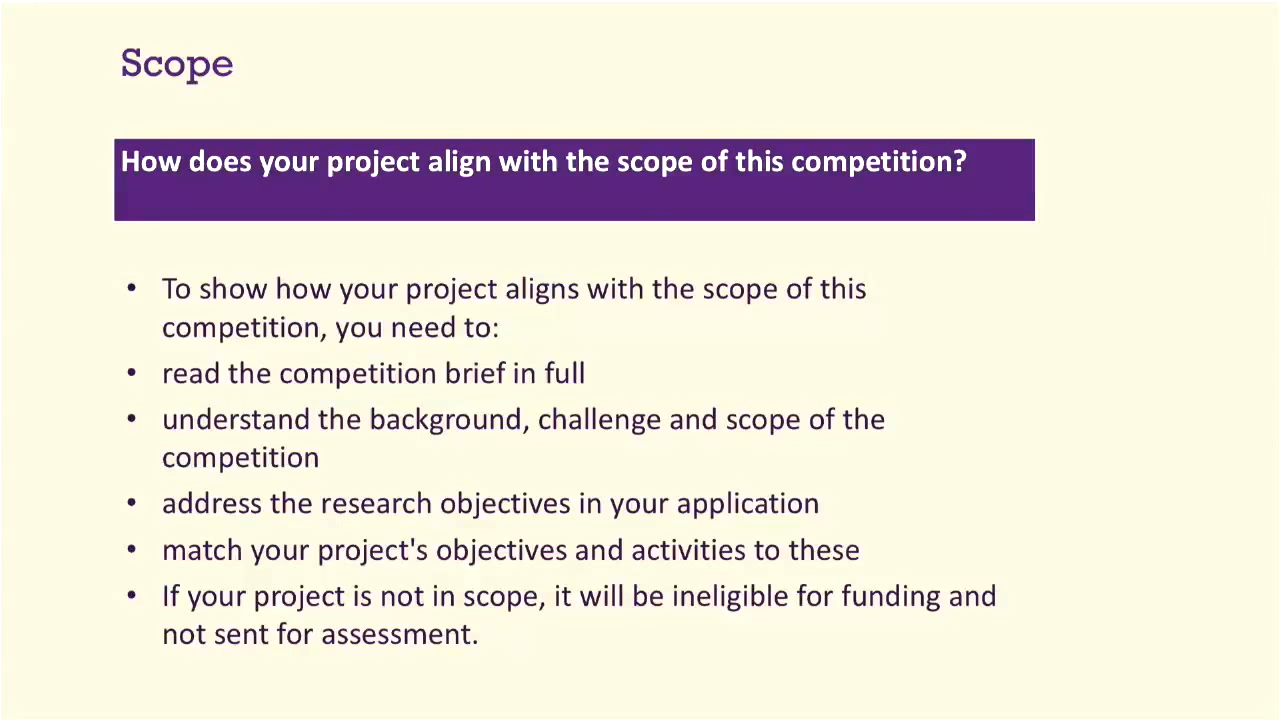 Scope
How does your project align with the scope of this competition?
• To show how your project aligns with the scope of this
competition, you need to:
• read the competition brief in full
• understand the background, challenge and scope of the
competition
• address the research objectives in your application
• match your project's objectives and activities to these
• If your project is not in scope, it will be ineligible for funding and
not sent for assessment.